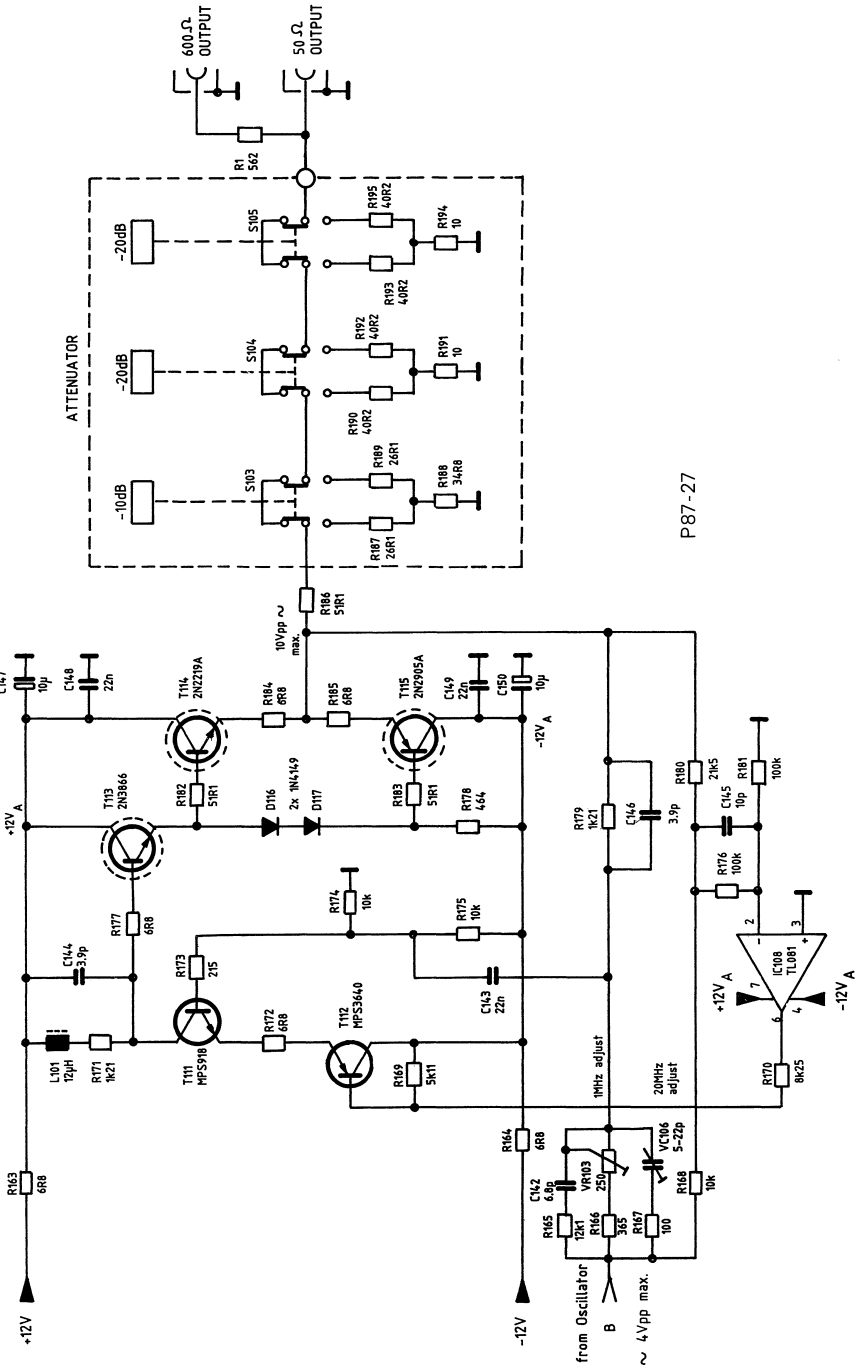 600Ω
OUTPUT
50Ω
OUTPUT
R1
562
ATTENUATOR
-10dB
-20dB
-20dB
S103
S104
S105
R187
26R1
R189
26R1
R188
34R8
R190
40R2
R192
40R2
R191
10
R193
40R2
R195
40R2
R194
10
R186
51R1
10Vpp ~
max.
P87-27
C147
10µ
C148
22n
T114
2N2219A
R184
6R8
R185
6R8
T115
2N2905A
C149
22n
C150
10µ
-12V A
+12V A
T113
2N3866
R182
51R1
D116
2x 1N4149
D117
R183
51R1
R178
464
R177
6R8
C144
3.9p
R173
215
R174
10k
R175
10k
C143
22n
L101
12µH
R171
1k21
T111
MPS918
R172
6R8
T112
MPS3640
R169
5k11
R163
6R8
R164
6R8
+12V
-12V
R179
1k21
C146
3.9p
R180
21k5
C145
10p
R181
100k
R176
100k
2
3
-
+
IC108
TL081
7
4
6
+12V A
-12V A
R170
8k25
1MHz adjust
20MHz
adjust
C142
6.8p
VR103
250
VC106
5-22p
R165
12k1
R166
365
R167
100
R168
10k
from Oscillator
B
~ 4Vpp max.